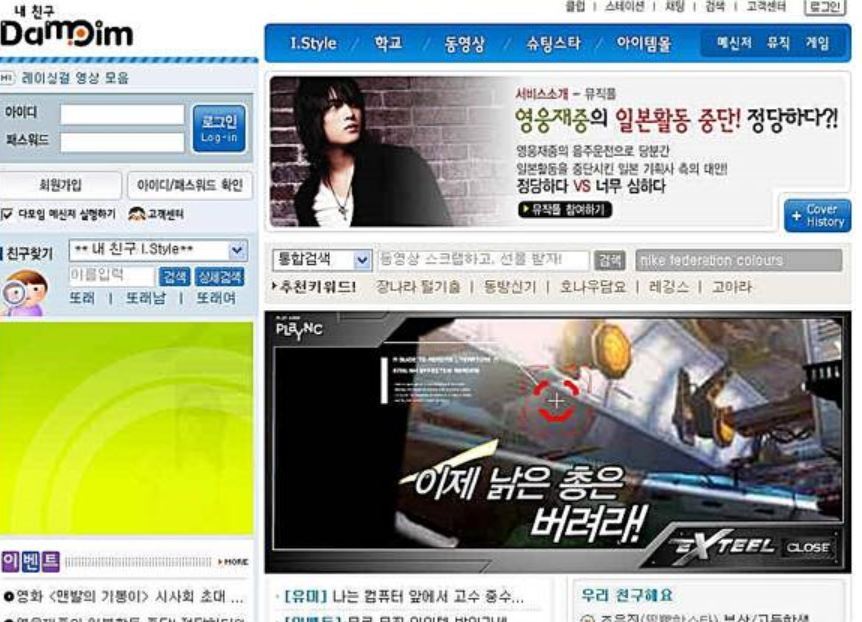 내 친구
Damoim
클럽 | 스테이션 | 채팅 | 검색 | 고객센터 로그인
I.Style / 학교 / 동영상 / 슈팅스타 / 아이템몰 메신저 뮤직 게임
HI 레이싱걸 영상 모음
아이디
패스워드
로그인
Log-in
회원가입 아이디/패스워드 확인
다모임 메신저 실행하기 고객센터
친구찾기 ** 내 친구 I.Style**
이름입력 검색 상세검색
또래 | 또래남 | 또래여
서비스소개 - 뮤직폴
영웅재중의 일본활동 중단! 정당하다?!
영웅재중의 음주운전으로 당분간
일본활동을 중단시킨 일본 기획사 측의 대안!
정당하다 VS 너무 심하다
뮤직폴 참여하기
+ Cover
History
통합검색 동영상 스크랩하고, 선물 받자! 검색 nike federation colours
추천키워드! 장나라 털기춤 | 동방신기 | 호나우담요 | 레깅스 | 고아라
PLAYNC
이제 낡은 총은
버려라!
EXTEEL CLOSE
이벤트 MORE
영화 <맨발의 기봉이> 시사회 초대 ...
[유머] 나는 컴퓨터 앞에서 고수 중수...
우리 친구해요